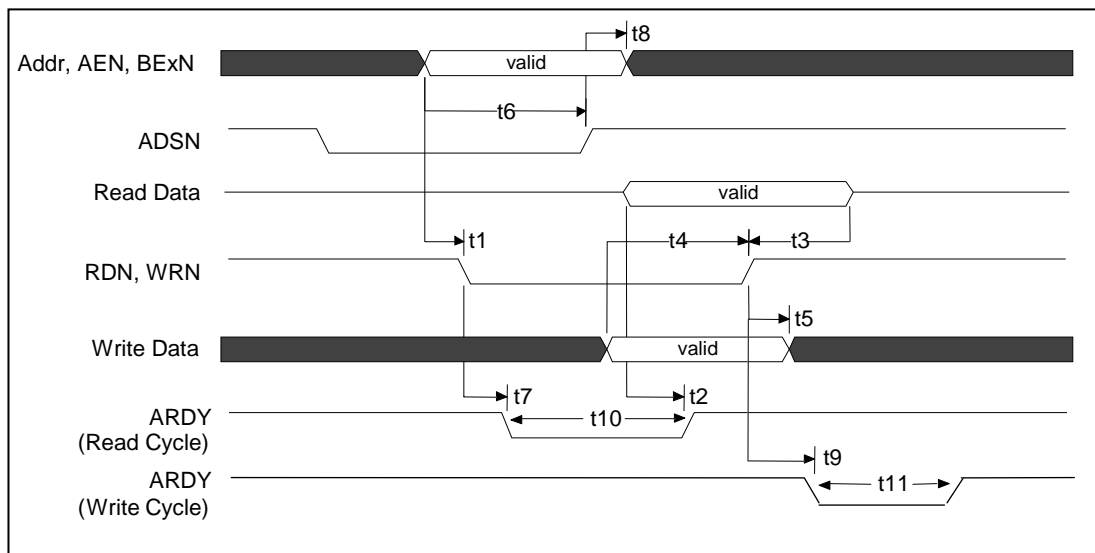 t8
Addr, AEN, BExN
valid
t6
ADSN
Read Data
valid
t1
t4
t3
RDN, WRN
t5
Write Data
valid
t7
t10
t2
ARDY
(Read Cycle)
t9
ARDY
(Write Cycle)
t11